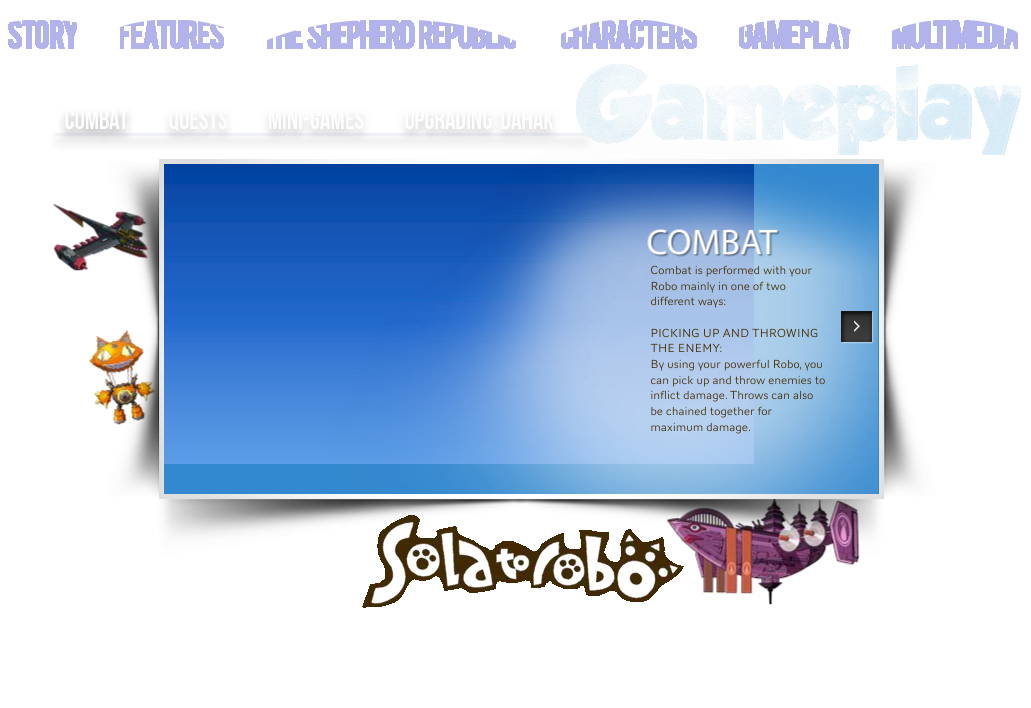 STORY FEATURES THE SHEPHERD REPUBLIC CHARACTERS GAMEPLAY MULTIMEDIA
Gameplay
COMBAT QUESTS MINI-GAMES UPGRADING DAHAK
COMBAT
Combat is performed with your
Robo mainly in one of two
different ways:
PICKING UP AND THROWING
THE ENEMY:
By using your powerful Robo, you
can pick up and throw enemies to
inflict damage. Throws can also
be chained together for
maximum damage.
Solatorobo